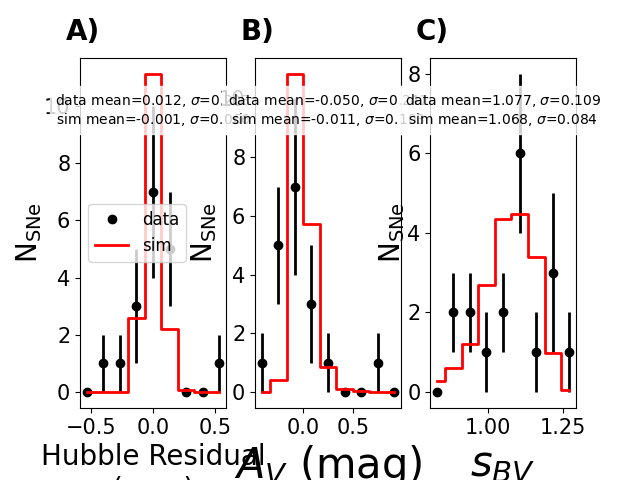 A) B) C)
data mean=0.012, σ=0. data mean=-0.050, σ=0. data mean=1.077, σ=0.109
sim mean=-0.001, σ=0. sim mean=-0.011, σ=0. sim mean=1.068, σ=0.084
data
sim
N_SNe
10
8
6
4
2
0
−0.5 0.0 0.5
Hubble Residual
N_SNe
10
8
6
4
2
0
0.0 0.5
A_V (mag)
N_SNe
8
6
4
2
0
1.00 1.25
s_BV